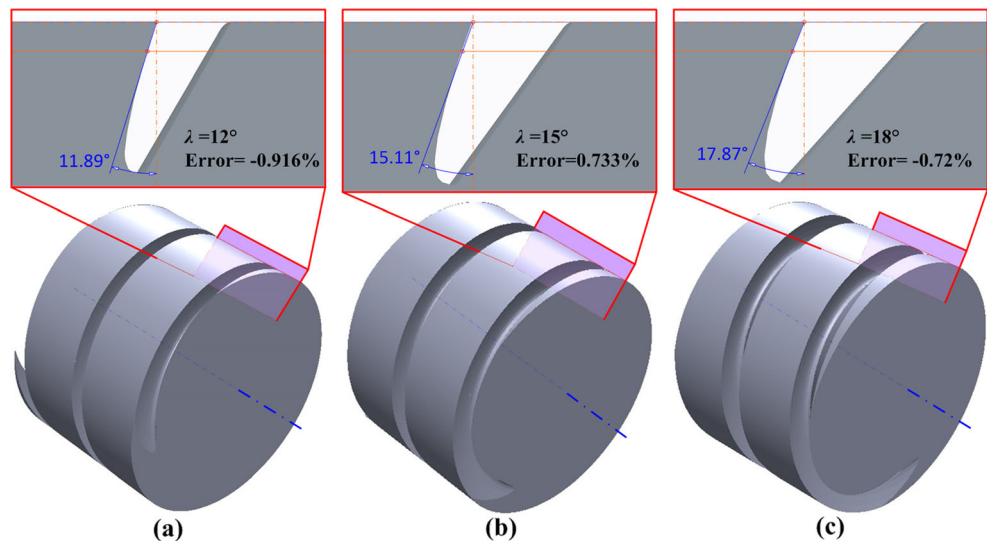 11.89°
λ =12°
Error= -0.916%
15.11°
λ =15°
Error=0.733%
17.87°
λ =18°
Error= -0.72%
(a)
(b)
(c)